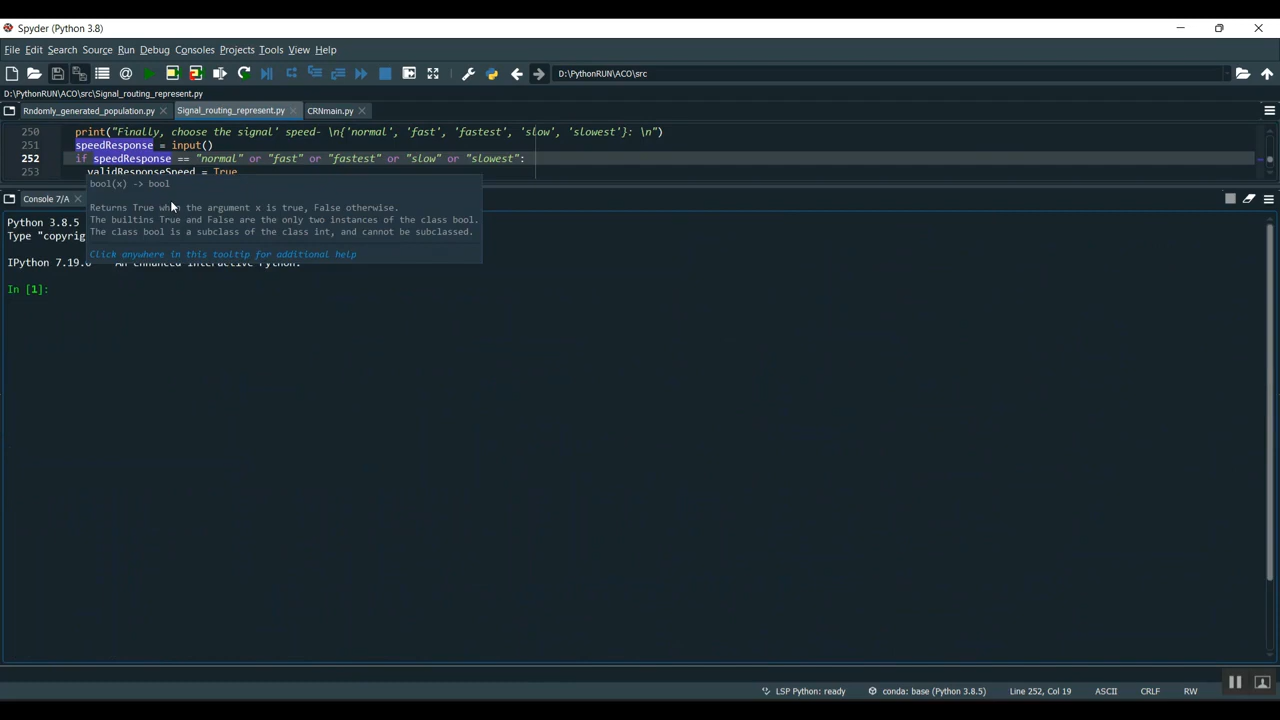 Spyder (Python 3.8)
File Edit Search Source Run Debug Consoles Projects Tools View Help
D:\PythonRUN\ACO\src
D:\PythonRUN\ACO\src\Signal_routing_represent.py
Rndomly_generated_population.py Signal_routing_represent.py CRNmain.py
250 print("Finally, choose the signal' speed- \n{'normal', 'fast', 'fastest', 'slow', 'slowest'}: \n")
251 speedResponse = input()
252 if speedResponse == "normal" or "fast" or "fastest" or "slow" or "slowest":
253 validResponseSpeed = True
bool(x) -> bool
Console 7/A
Returns True when the argument x is true, False otherwise.
The builtins True and False are the only two instances of the class bool.
The class bool is a subclass of the class int, and cannot be subclassed.
Click anywhere in this tooltip for additional help
Python 3.8.5
Type "copyrig
IPython 7.19.0 -- An enhanced Interactive Python.
In [1]:
LSP Python: ready conda: base (Python 3.8.5) Line 252, Col 19 ASCII CRLF RW